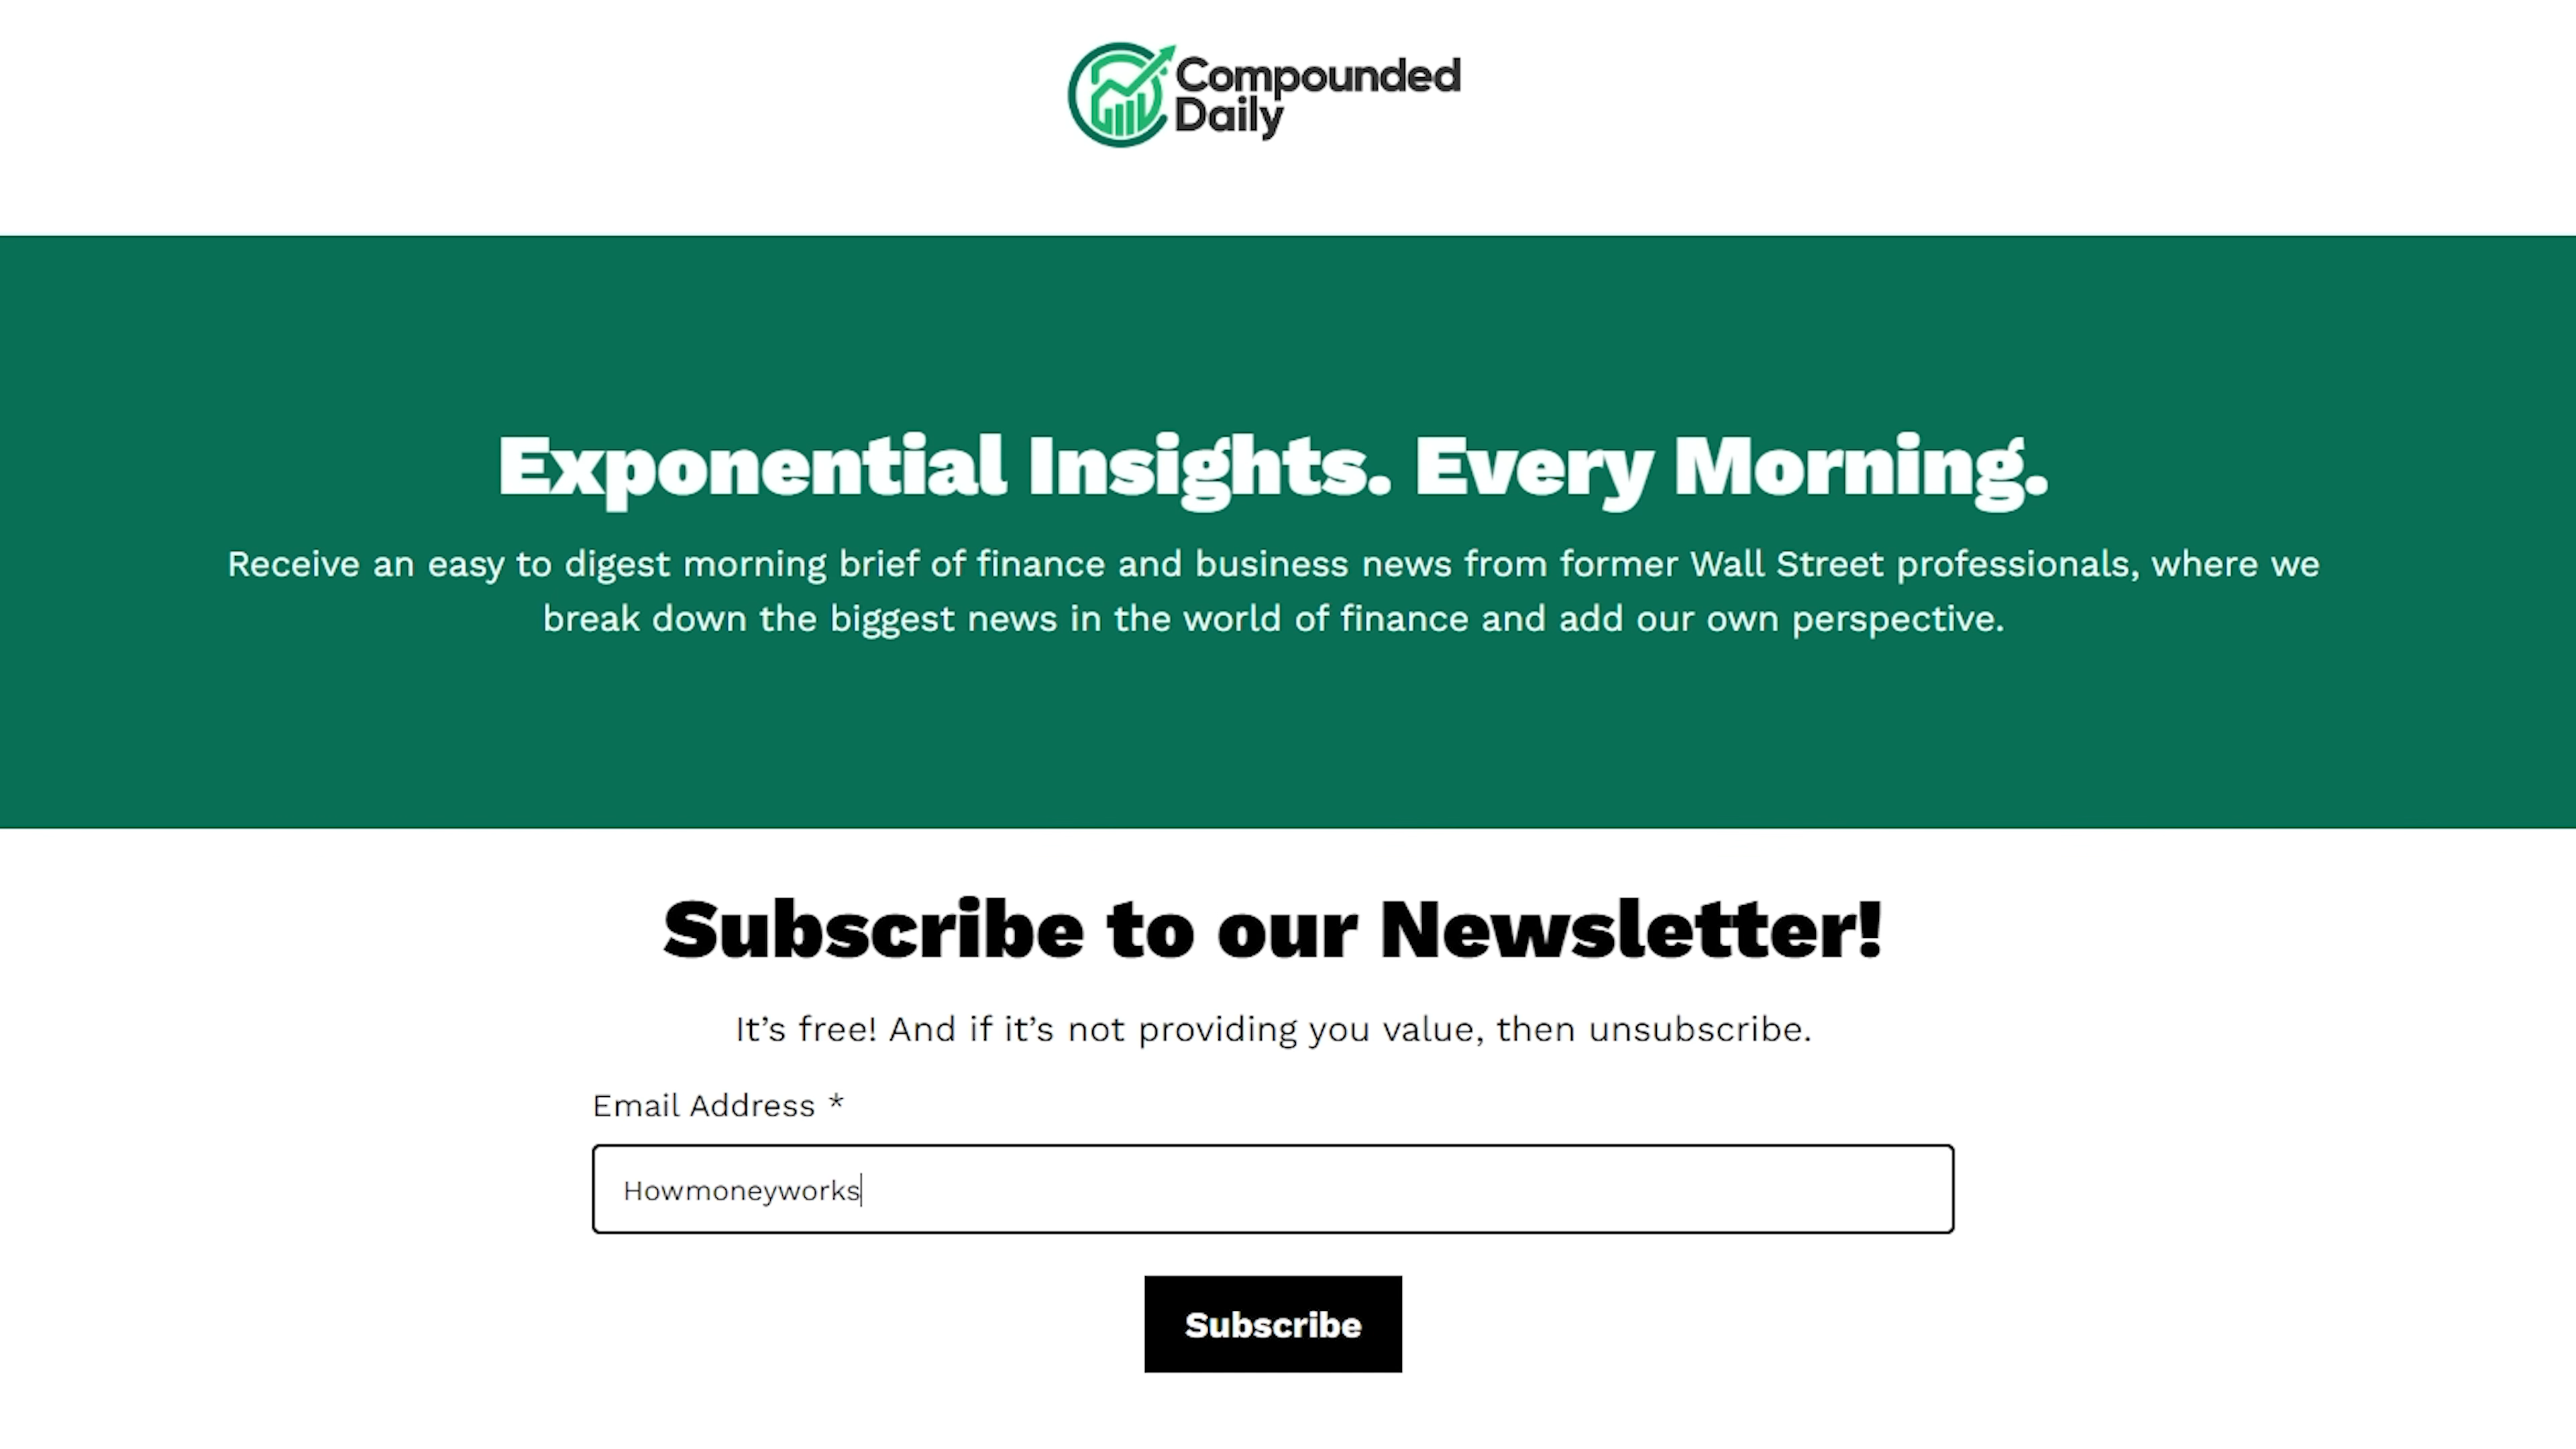 Compounded
Daily
Exponential Insights. Every Morning.
Receive an easy to digest morning brief of finance and business news from former Wall Street professionals, where we
break down the biggest news in the world of finance and add our own perspective.
Subscribe to our Newsletter!
It’s free! And if it’s not providing you value, then unsubscribe.
Email Address *
Howmoneyworks
Subscribe